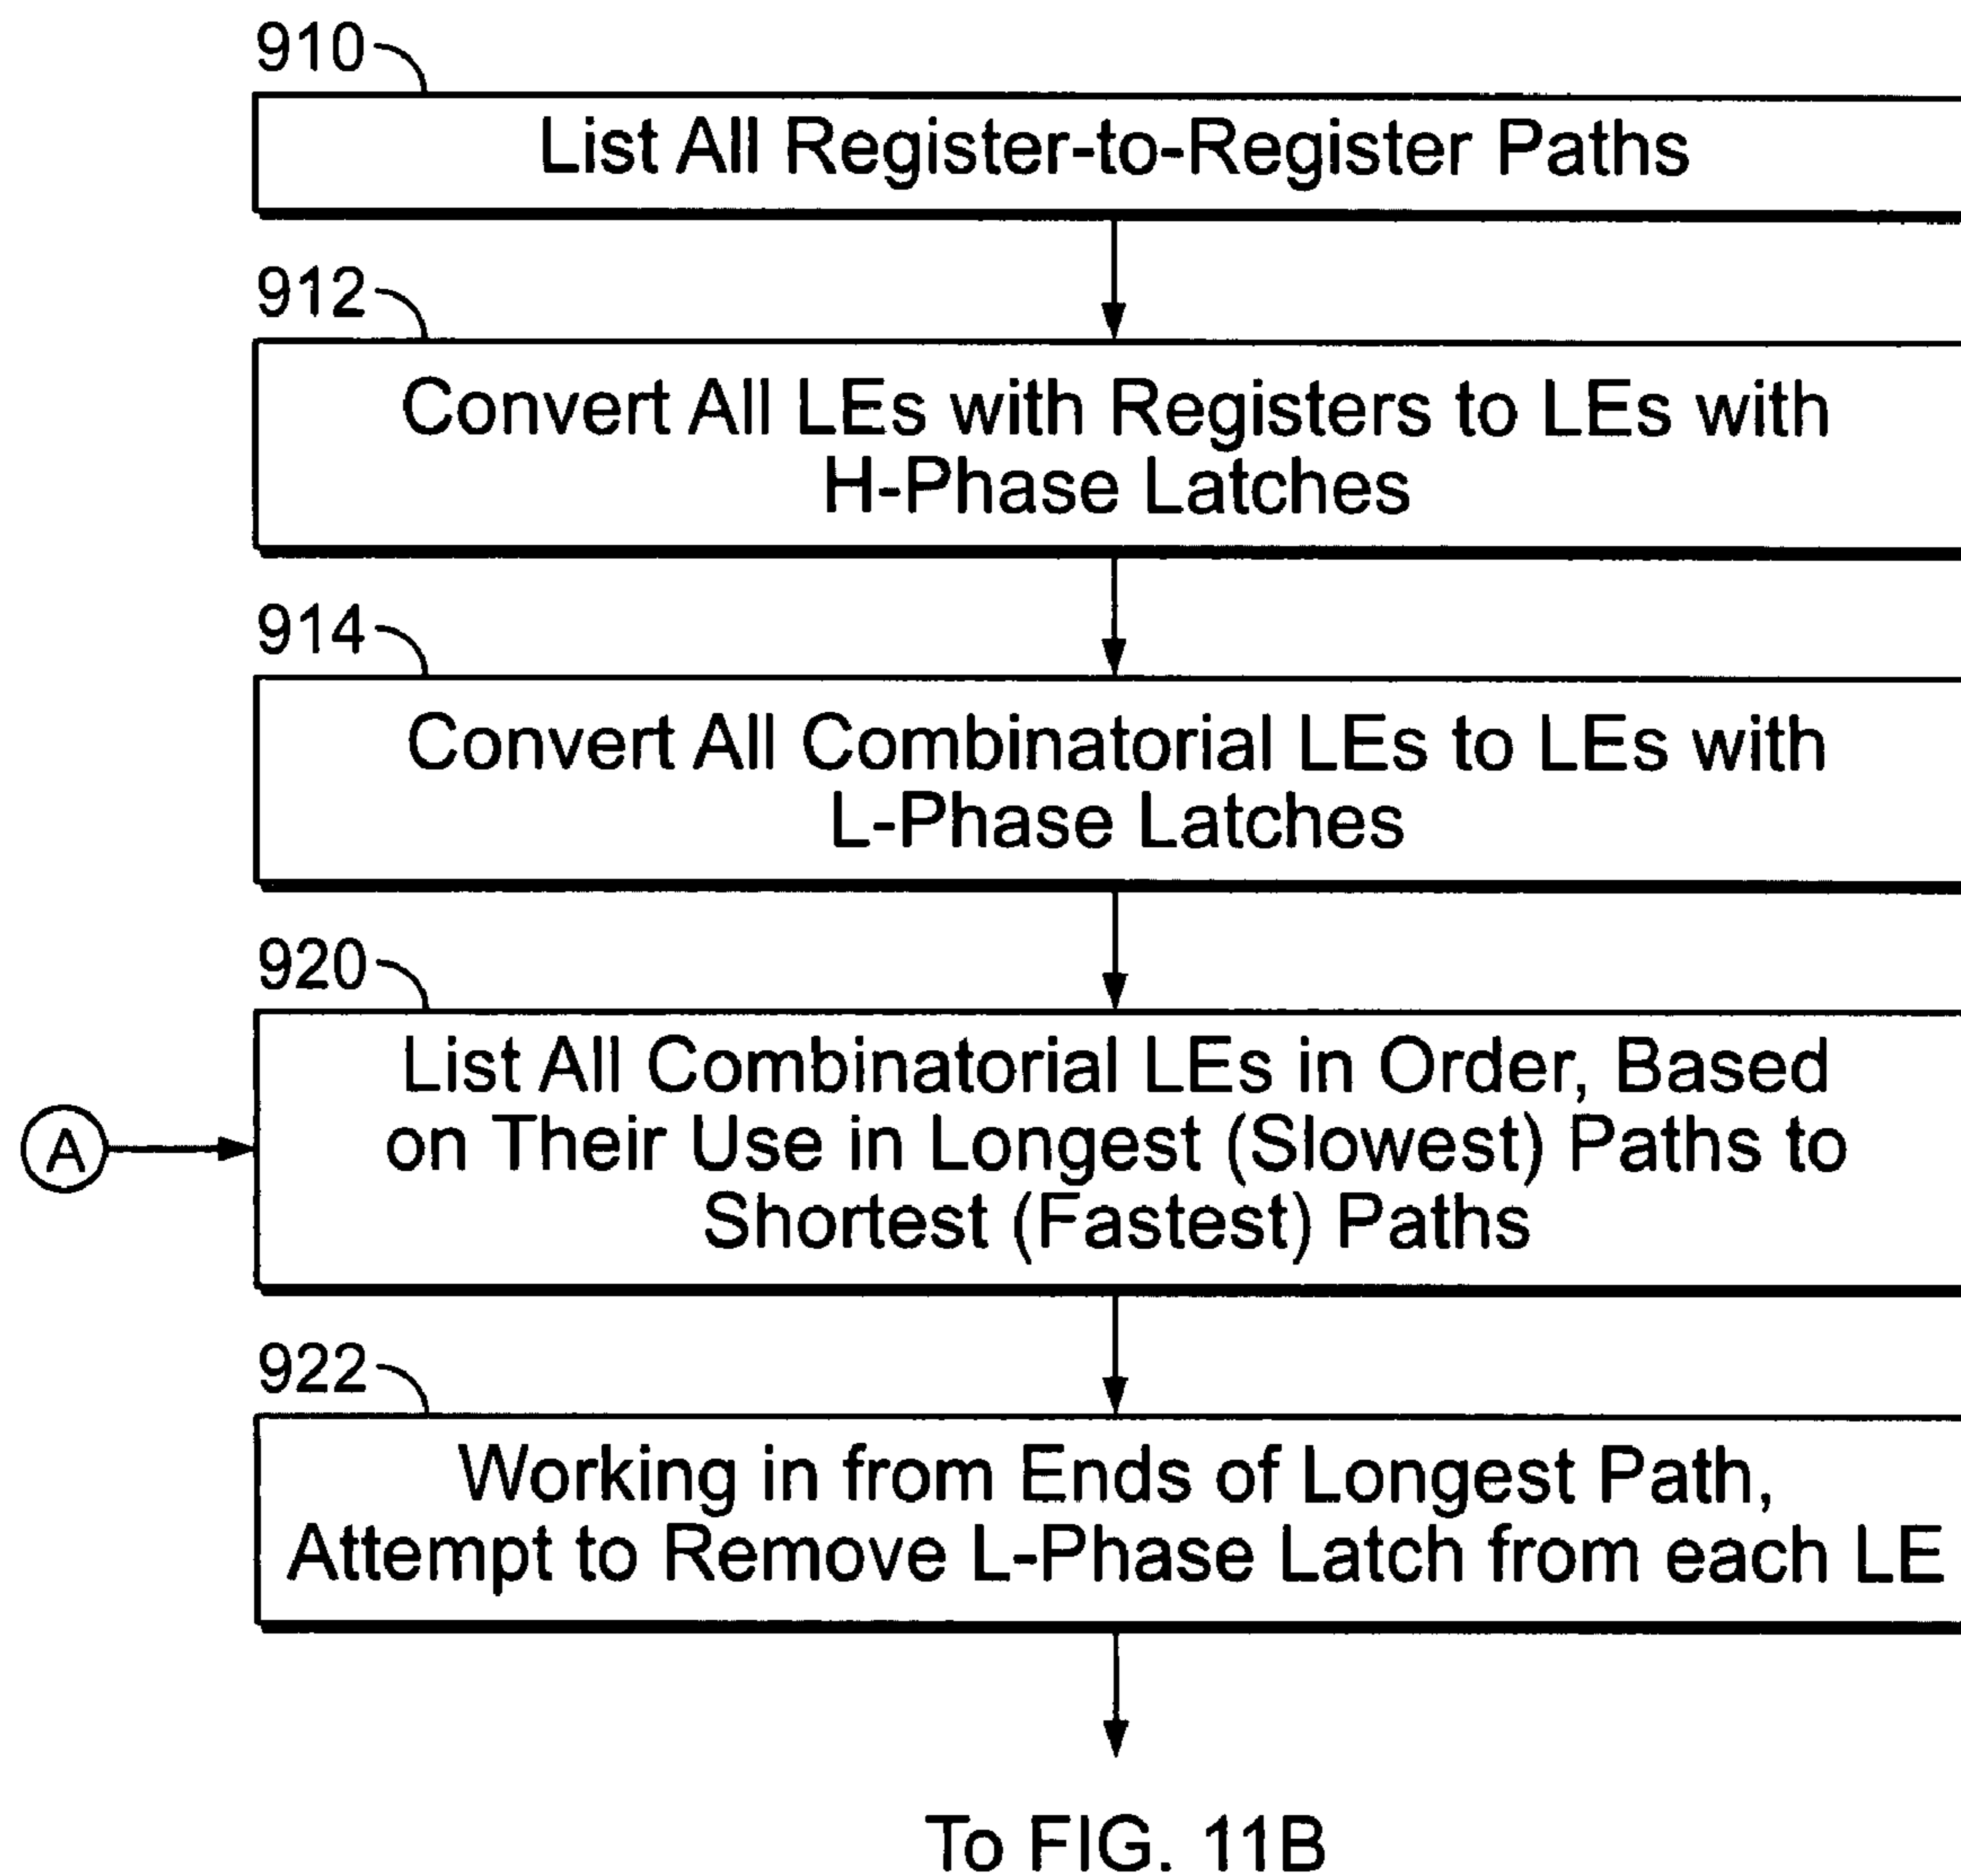 910
List All Register-to-Register Paths
912
Convert All LEs with Registers to LEs with
H-Phase Latches
914
Convert All Combinatorial LEs to LEs with
L-Phase Latches
920
List All Combinatorial LEs in Order, Based
on Their Use in Longest (Slowest) Paths to
Shortest (Fastest) Paths
A
922
Working in from Ends of Longest Path,
Attempt to Remove L-Phase Latch from each LE
To FIG. 11B